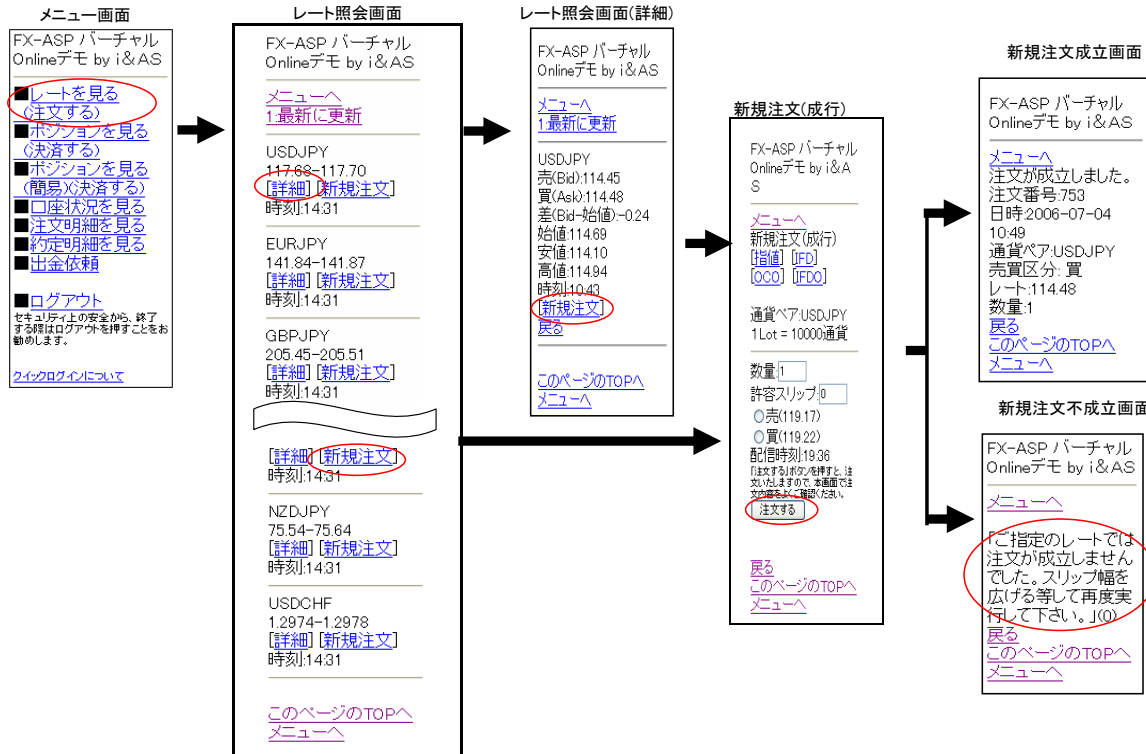 メニュー画面
FX-ASP バーチャル
Onlineデモ by i&AS
■レートを見る
(注文する)
■ポジションを見る
(決済する)
■ポジションを見る
(簡易)(決済する)
■口座状況を見る
■注文明細を見る
■約定明細を見る
■出金依頼
■ログアウト
セキュリティ上の安全から、終了
する際はログアウトを押すことをお
勧めします。
クイックログインについて
レート照会画面
FX-ASP バーチャル
Onlineデモ by i&AS
メニューへ
1:最新に更新
USDJPY
117.68-117.70
[詳細] [新規注文]
時刻:14:31
EURJPY
141.84-141.87
[詳細] [新規注文]
時刻:14:31
GBPJPY
205.45-205.51
[詳細] [新規注文]
時刻:14:31
[詳細] [新規注文]
時刻:14:31
NZDJPY
75.54-75.64
[詳細] [新規注文]
時刻:14:31
USDCHF
1.2974-1.2978
[詳細] [新規注文]
時刻:14:31
このページのTOPへ
メニューへ
レート照会画面(詳細)
FX-ASP バーチャル
Onlineデモ by i&AS
メニューへ
1:最新に更新
USDJPY
売(Bid):114.45
買(Ask):114.48
差(Bid-始値):-0.24
始値:114.69
安値:114.10
高値:114.94
時刻:10:43
[新規注文]
戻る
このページのTOPへ
メニューへ
新規注文(成行)
FX-ASP バーチャル
Onlineデモ by i&A
S
メニューへ
新規注文(成行)
[指値] [IFD]
[OCO] [IFDO]
通貨ペア:USDJPY
1Lot = 10000通貨
数量:1
許容スリップ:0
売(119.17)
買(119.22)
配信時刻:19:36
「注文する」ボタンを押すと、注
文いたしますので、本画面で注
文内容をよくご確認ください。
注文する
戻る
このページのTOPへ
メニューへ
新規注文成立画面
FX-ASP バーチャル
Onlineデモ by i&AS
メニューへ
注文が成立しました。
注文番号:753
日時:2006-07-04
10:49
通貨ペア:USDJPY
売買区分: 買
レート:114.48
数量:1
戻る
このページのTOPへ
メニューへ
新規注文不成立画面
FX-ASP バーチャル
Onlineデモ by i&AS
メニューへ
「ご指定のレートでは
注文が成立しません
でした。スリップ幅を
広げる等して再度実
行して下さい。」(0)
戻る
このページのTOPへ
メニューへ